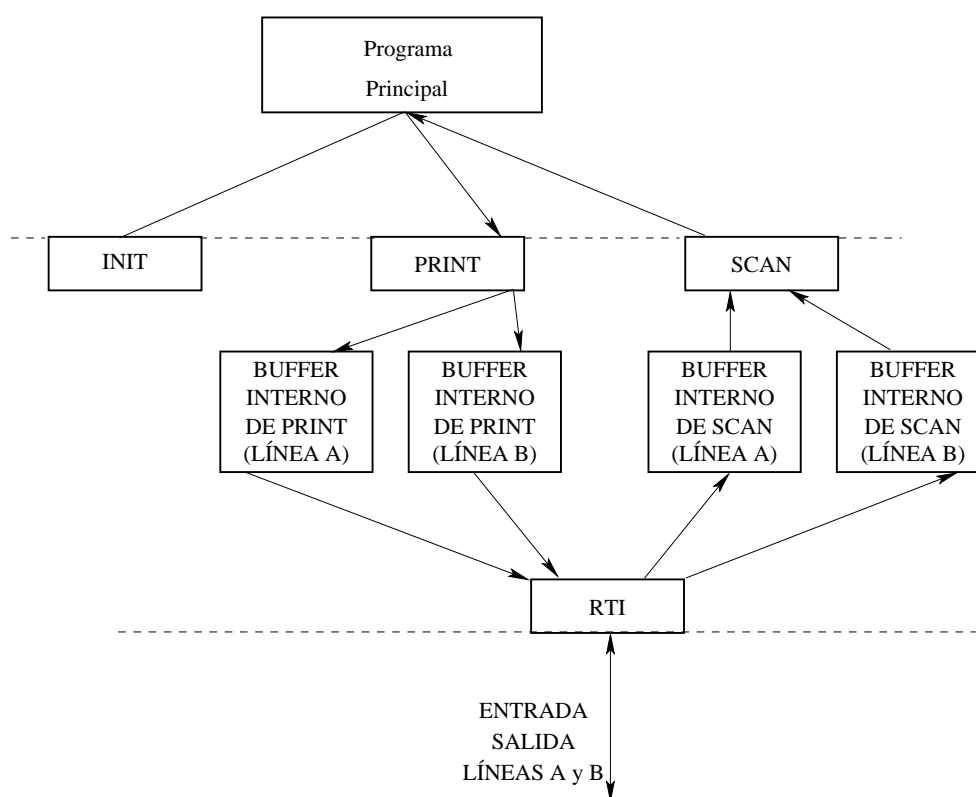 Programa
Principal
INIT
PRINT
SCAN
BUFFER
INTERNO
DE PRINT
(LÍNEA A)
BUFFER
INTERNO
DE PRINT
(LÍNEA B)
BUFFER
INTERNO
DE SCAN
(LÍNEA A)
BUFFER
INTERNO
DE SCAN
(LÍNEA B)
RTI
ENTRADA
SALIDA
LÍNEAS A y B